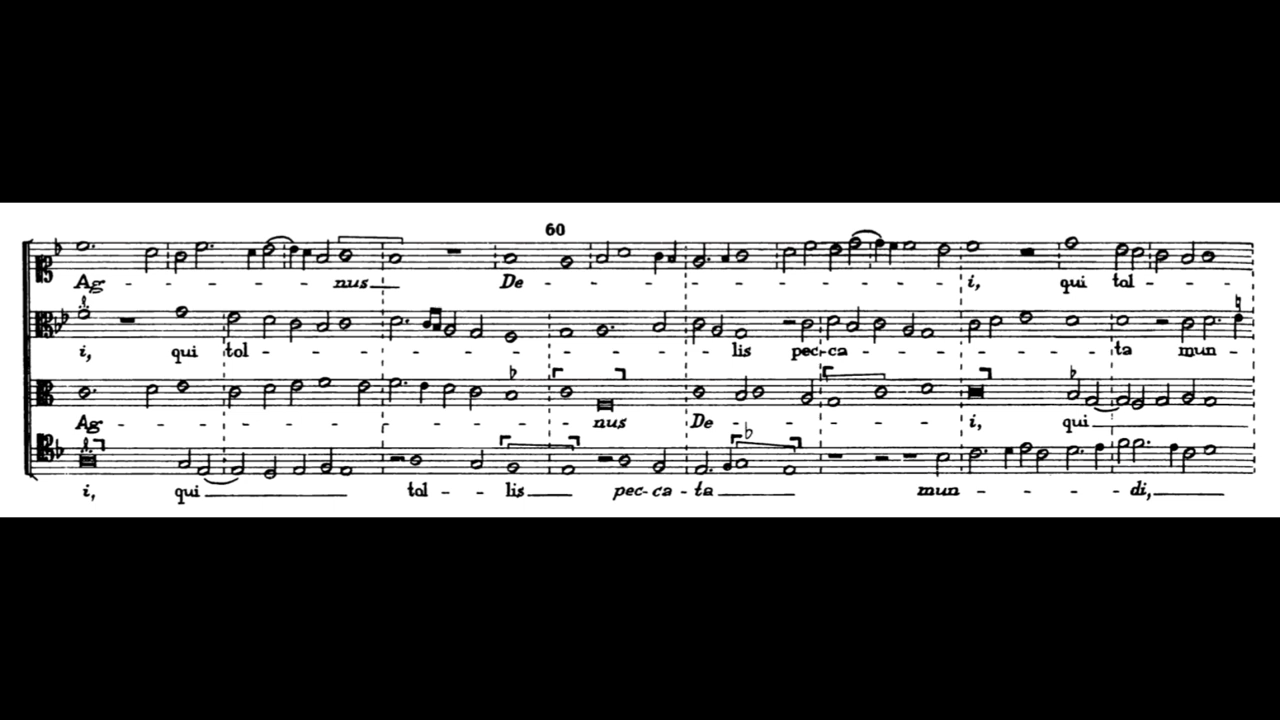 60
Ag - - - - - - nus De - - - - - - - - - - - i, qui tol - -
i, qui tol - - - - - - - - - - - - lis pec-ca - - - - - - ta mun -
Ag - - - - - - - - - - - - nus De - - - - - i, qui
i, qui tol - - lis pec-ca-ta mun - - - - di,